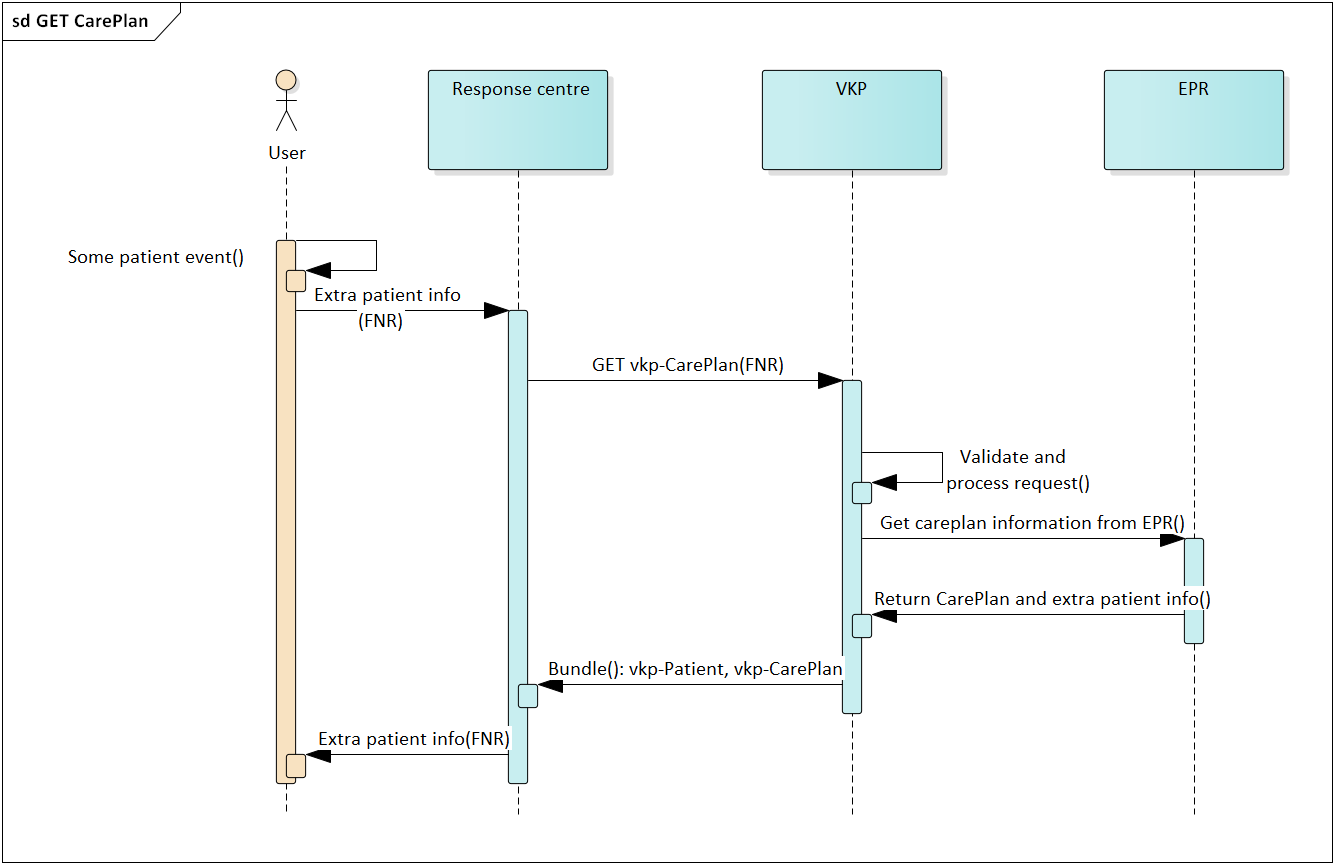 sd GET CarePlan
User
Response centre
VKP
EPR
Some patient event()
Extra patient info
(FNR)
GET vkp-CarePlan(FNR)
Validate and
process request()
Get careplan information from EPR()
Return CarePlan and extra patient info()
Bundle(): vkp-Patient, vkp-CarePlan
Extra patient info(FNR)